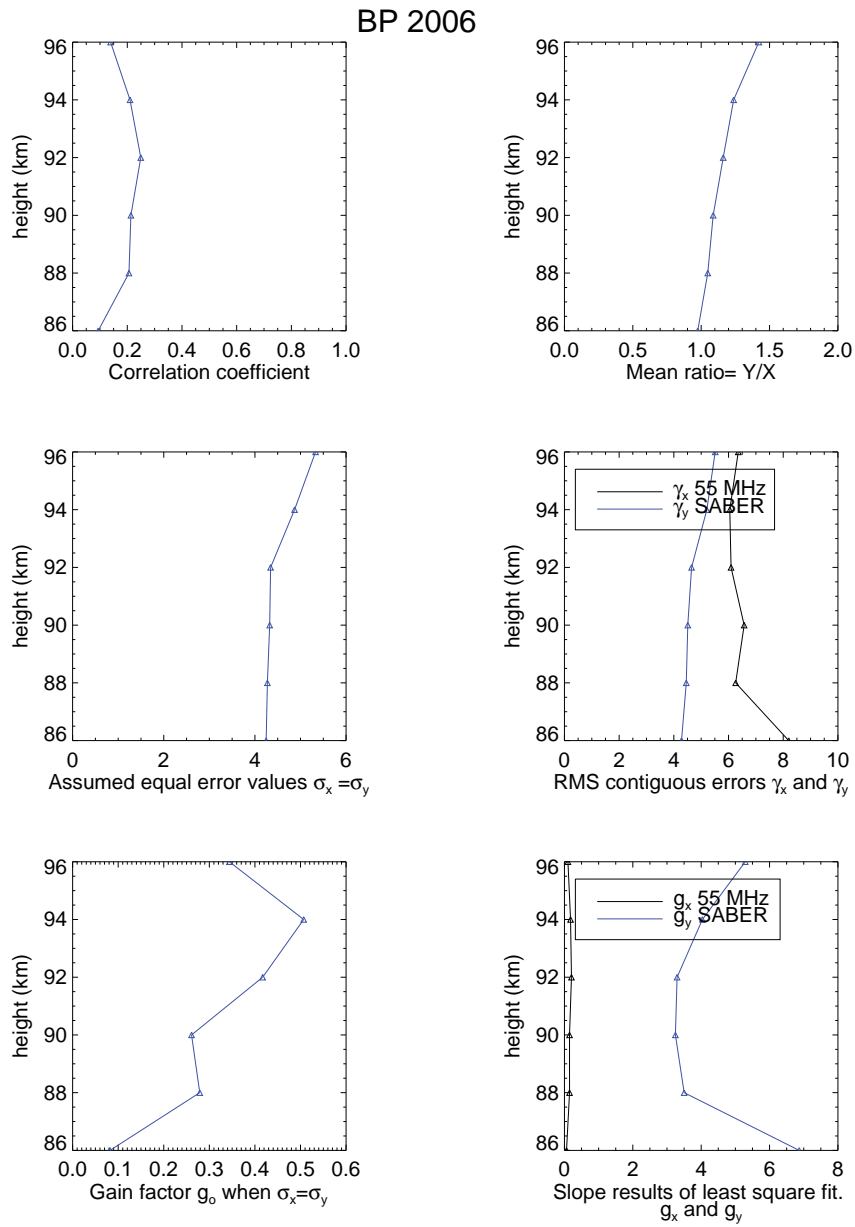 BP 2006
96
94
92
90
88
86
height (km)
0.0 0.2 0.4 0.6 0.8 1.0
Correlation coefficient
96
94
92
90
88
86
height (km)
0.0 0.5 1.0 1.5 2.0
Mean ratio= Y/X
96
94
92
90
88
86
height (km)
0 2 4 6
Assumed equal error values σx =σy
96
94
92
90
88
86
height (km)
γx 55 MHz
γy SABER
0 2 4 6 8 10
RMS contiguous errors γx and γy
96
94
92
90
88
86
height (km)
0.0 0.1 0.2 0.3 0.4 0.5 0.6
Gain factor go when σx=σy
96
94
92
90
88
86
height (km)
gx 55 MHz
gy SABER
0 2 4 6 8
Slope results of least square fit.
gx and gy